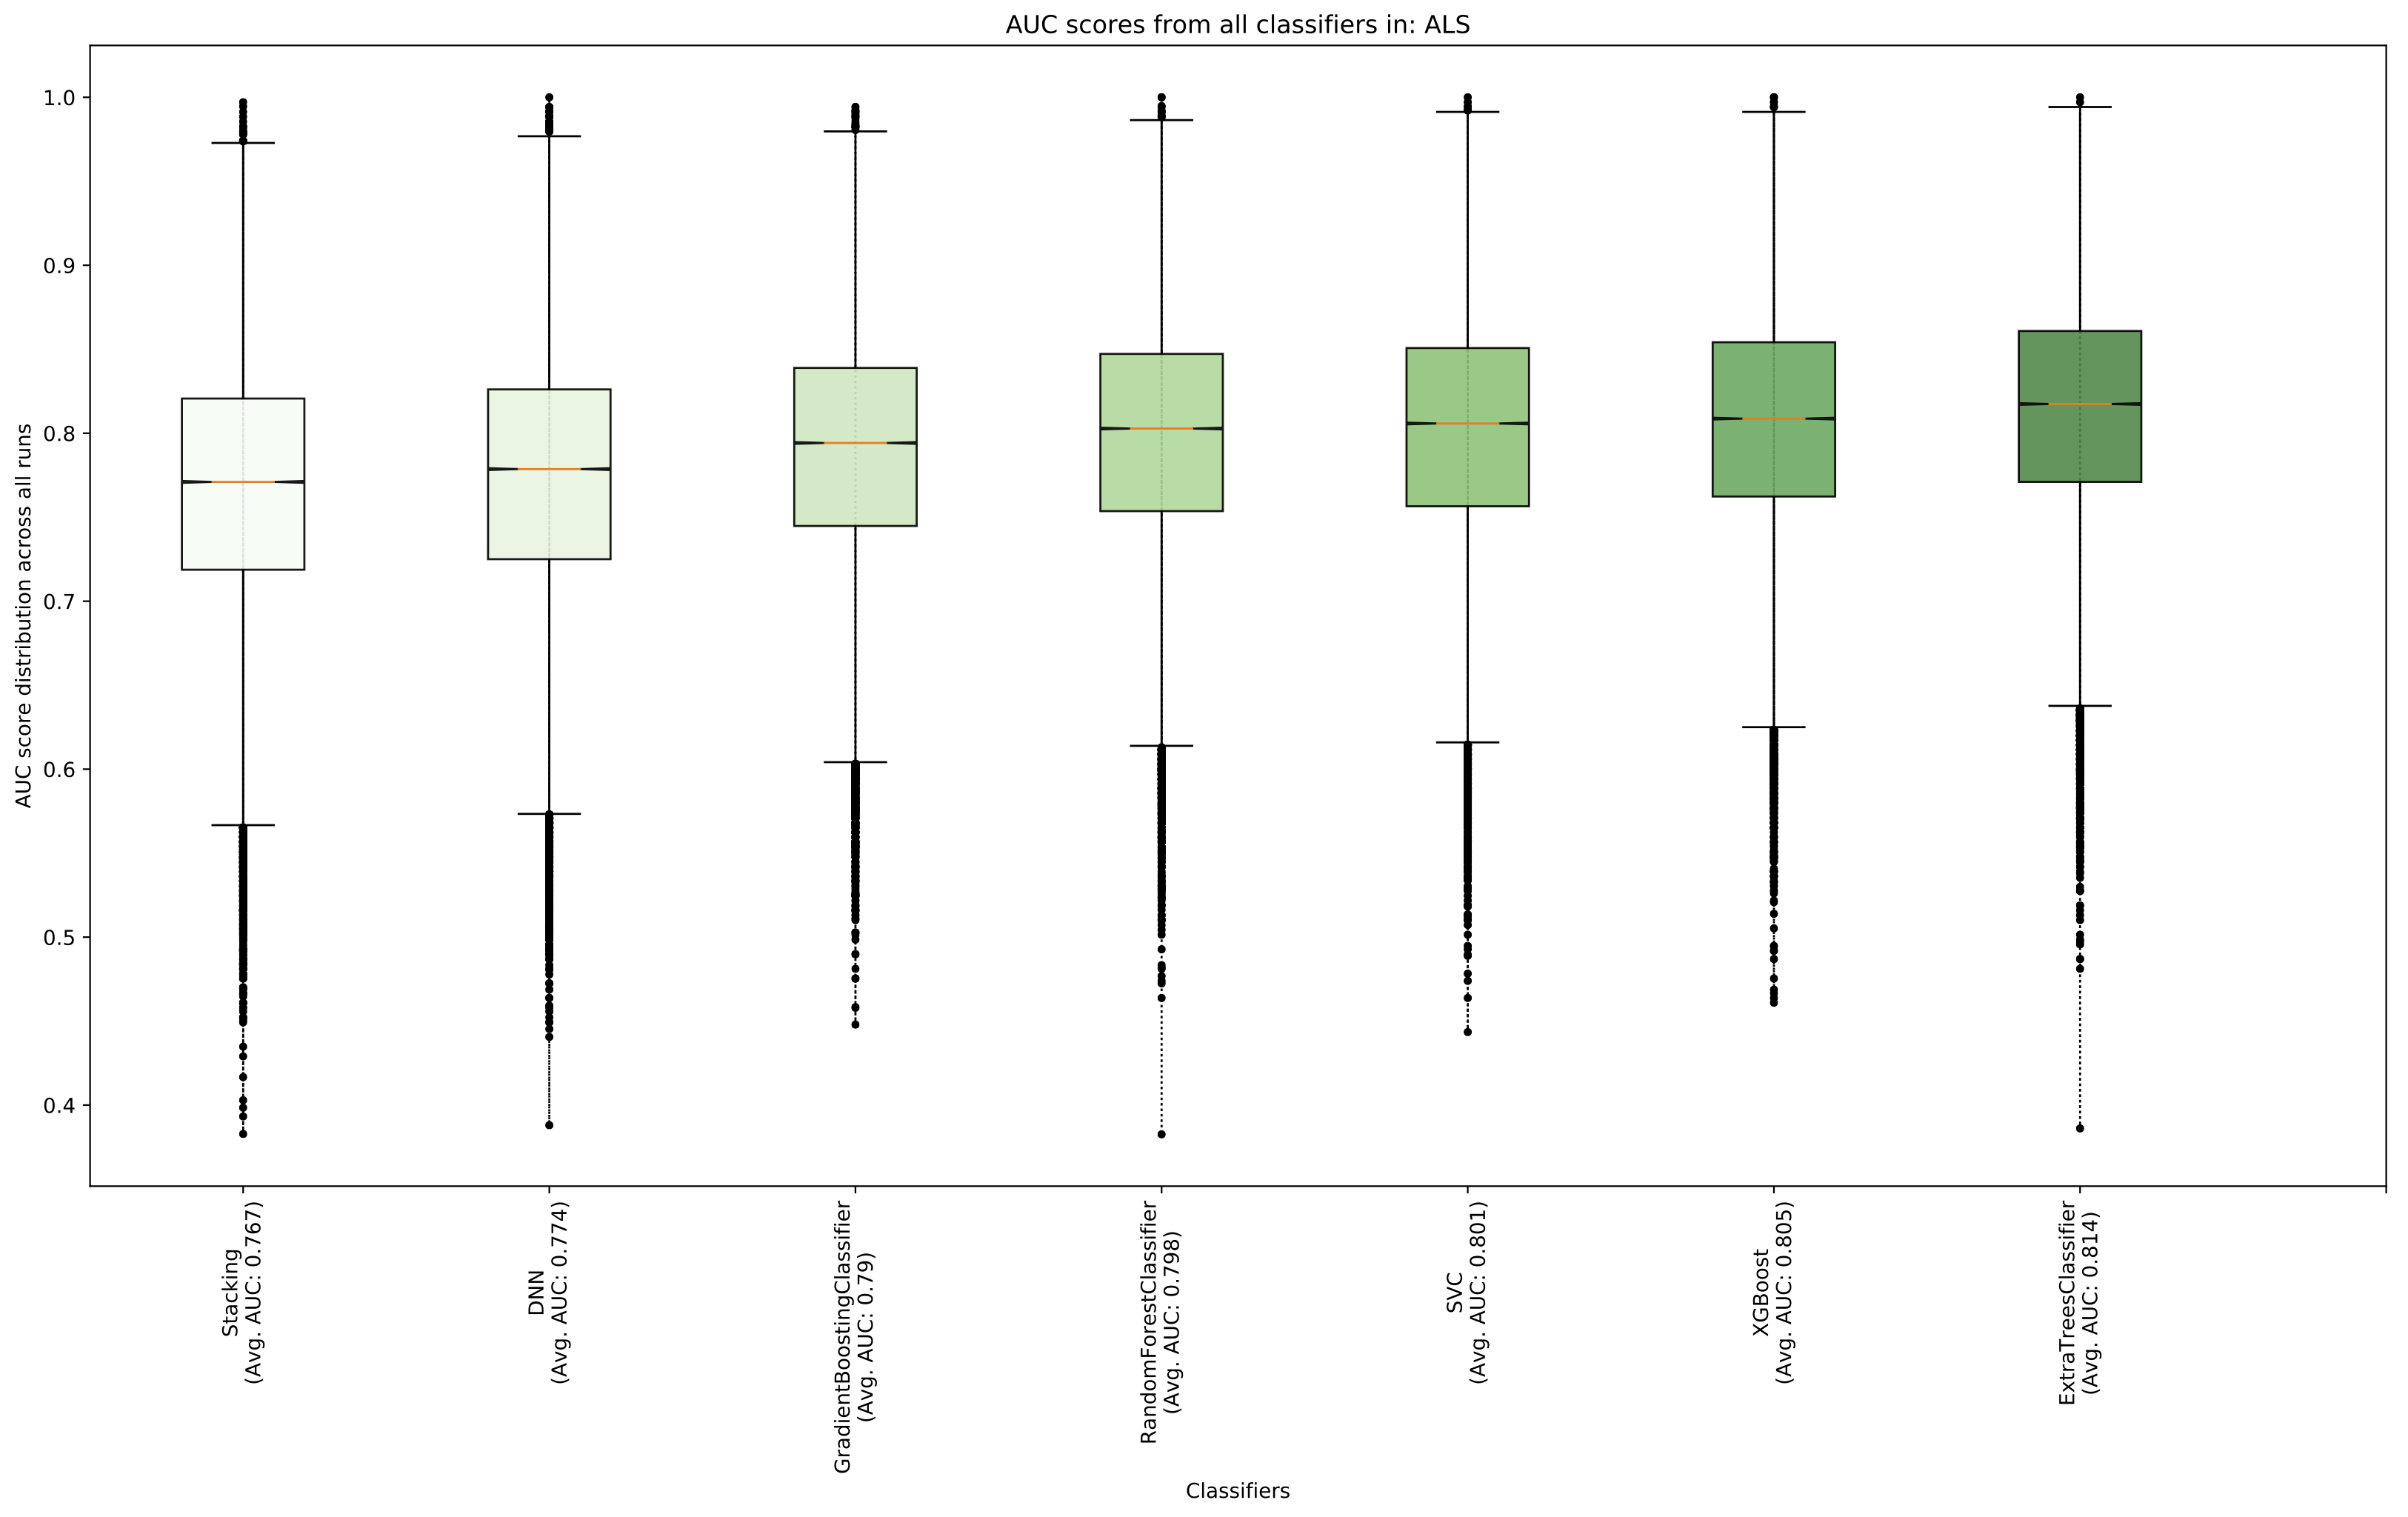 AUC scores from all classifiers in: ALS
AUC score distribution across all runs
1.0
0.9
0.8
0.7
0.6
0.5
0.4
Stacking
(Avg. AUC: 0.767)
DNN
(Avg. AUC: 0.774)
GradientBoostingClassifier
(Avg. AUC: 0.79)
RandomForestClassifier
(Avg. AUC: 0.798)
SVC
(Avg. AUC: 0.801)
XGBoost
(Avg. AUC: 0.805)
ExtraTreesClassifier
(Avg. AUC: 0.814)
Classifiers